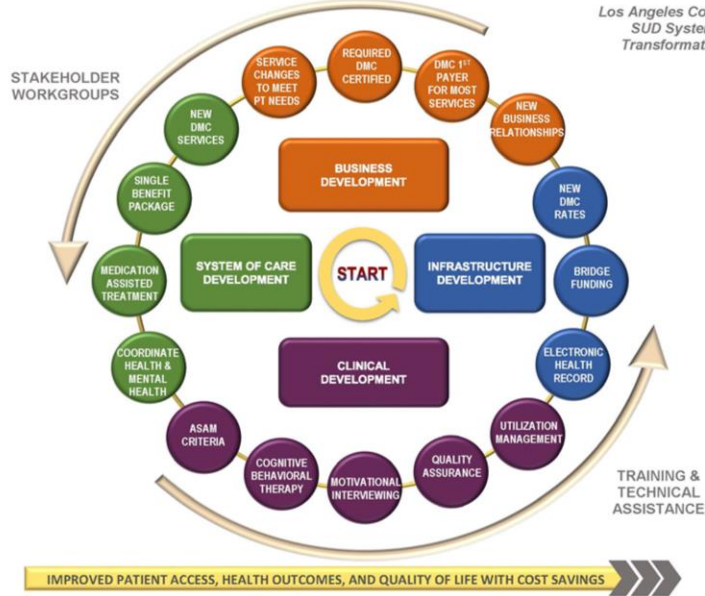 Los Angeles Co
SUD System
Transformat
STAKEHOLDER
WORKGROUPS
SERVICE
CHANGES
TO MEET
PT NEEDS
REQUIRED
DMC
CERTIFIED
DMC 1ST
PAYER
FOR MOST
SERVICES
NEW
BUSINESS
RELATIONSHIPS
NEW
DMC
SERVICES
SINGLE
BENEFIT
PACKAGE
BUSINESS
DEVELOPMENT
NEW
DMC
RATES
MEDICATION
ASSISTED
TREATMENT
SYSTEM OF CARE
DEVELOPMENT
START
INFRASTRUCTURE
DEVELOPMENT
BRIDGE
FUNDING
COORDINATE
HEALTH &
MENTAL
HEALTH
CLINICAL
DEVELOPMENT
ELECTRONIC
HEALTH
RECORD
ASAM
CRITERIA
COGNITIVE
BEHAVIORAL
THERAPY
MOTIVATIONAL
INTERVIEWING
QUALITY
ASSURANCE
UTILIZATION
MANAGEMENT
TRAINING &
TECHNICAL
ASSISTANCE
IMPROVED PATIENT ACCESS, HEALTH OUTCOMES, AND QUALITY OF LIFE WITH COST SAVINGS